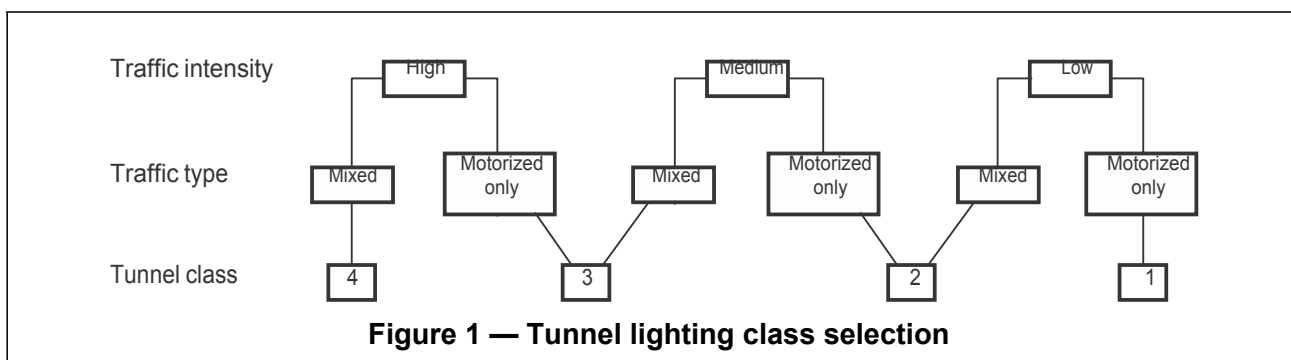 Traffic intensity High Medium Low
Traffic type Mixed Motorized only Mixed Motorized only Mixed Motorized only
Tunnel class 4 3 2 1
Figure 1 — Tunnel lighting class selection